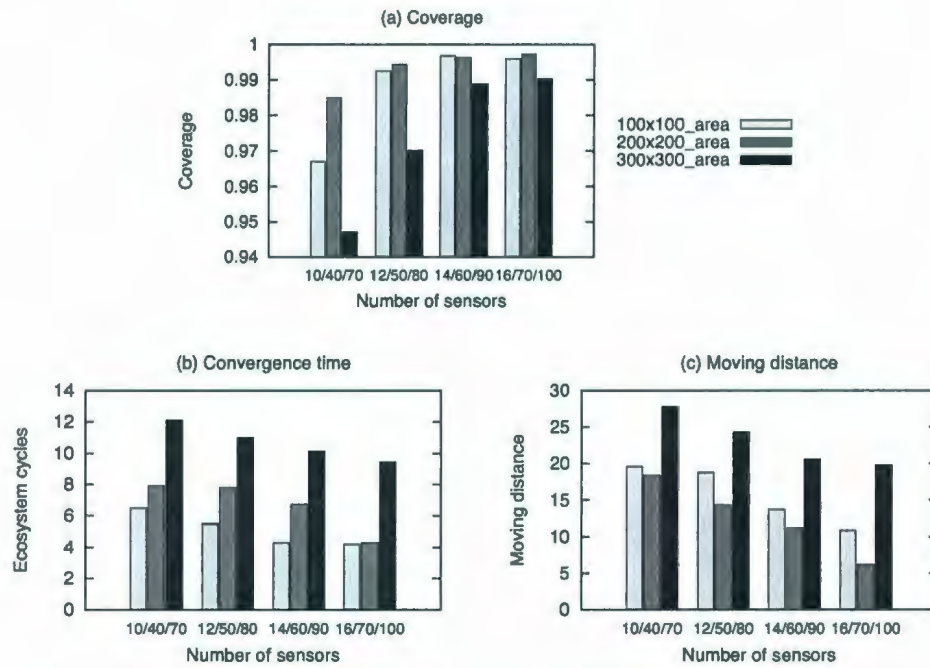 (a) Coverage
1
0.99
0.98
0.97
0.96
0.95
0.94
Coverage
10/40/70 12/50/80 14/60/90 16/70/100
Number of sensors
100x100_area
200x200_area
300x300_area
(b) Convergence time
14
12
10
8
6
4
2
0
Ecosystem cycles
10/40/70 12/50/80 14/60/90 16/70/100
Number of sensors
(c) Moving distance
30
25
20
15
10
5
0
Moving distance
10/40/70 12/50/80 14/60/90 16/70/100
Number of sensors